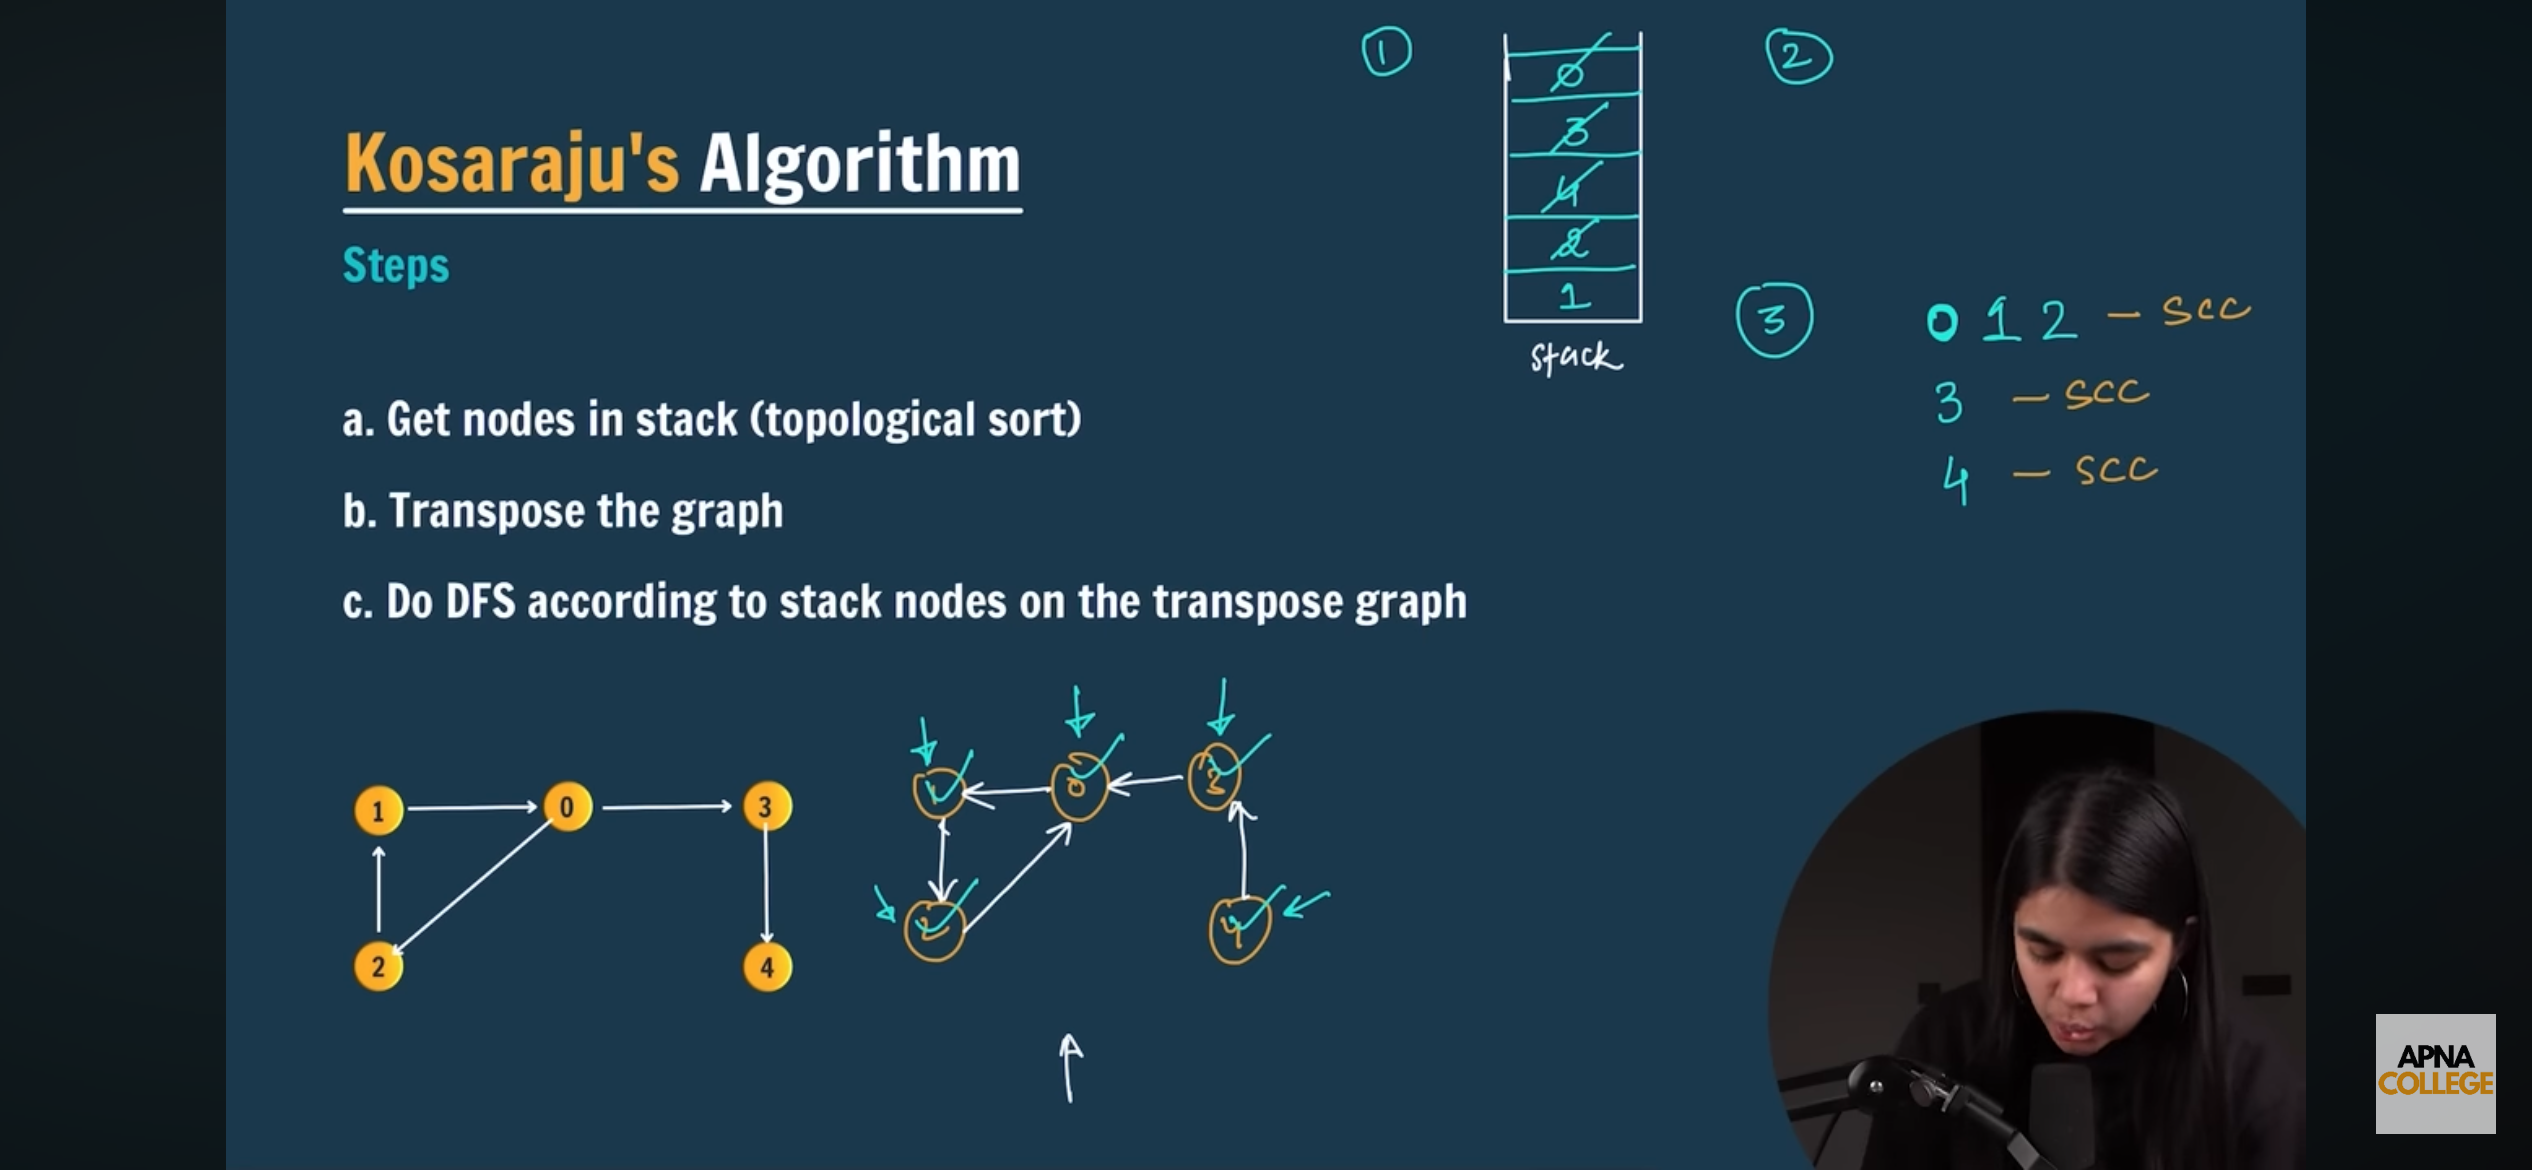 Kosaraju's Algorithm
Steps
a. Get nodes in stack (topological sort)
b. Transpose the graph
c. Do DFS according to stack nodes on the transpose graph
1
0
3
4
2
1
stack
2
3
0 1 2 – scc
3 – scc
4 – scc
1
0
3
2
4
1
0
3
2
4
APNA
COLLEGE